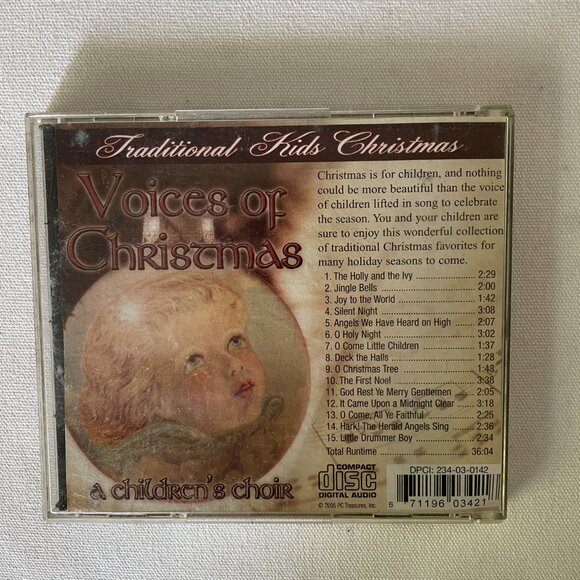 Traditional Kids Christmas
Voices of
Christmas
a children's choir
Christmas is for children, and nothing
could be more beautiful than the voice
of children lifted in song to celebrate
the season. You and your children are
sure to enjoy this wonderful collection
of traditional Christmas favorites for
many holiday seasons to come.
1. The Holly and the Ivy 2:29
2. Jingle Bells 2:00
3. Joy to the World 1:42
4. Silent Night 3:08
5. Angels We Have Heard on High 2:07
6. O Holy Night 3:02
7. O Come Little Children 1:37
8. Deck the Halls 1:28
9. O Christmas Tree 1:48
10. The First Noel 3:38
11. God Rest Ye Merry Gentlemen 2:05
12. It Came Upon a Midnight Clear 3:18
13. O Come, All Ye Faithful 2:25
14. Hark! The Herald Angels Sing 2:36
15. Little Drummer Boy 2:34
Total Runtime 36:04
COMPACT
disc
DIGITAL AUDIO
© 2005 PC Treasures, Inc.
DPCI: 234-03-0142
6 71196 03421